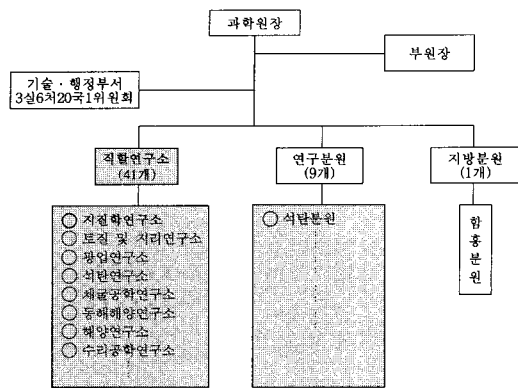 과학원장
부원장
기술 · 행정부서
3실6처20국1위원회
직할연구소
(41개)
연구분원
(9개)
지방분원
(1개)
○ 지질학연구소
○ 토질 및 지리연구소
○ 광업연구소
○ 석탄연구소
○ 채굴공학연구소
○ 동해해양연구소
○ 해양연구소
○ 수리공학연구소
○ 석탄분원
함흥분원